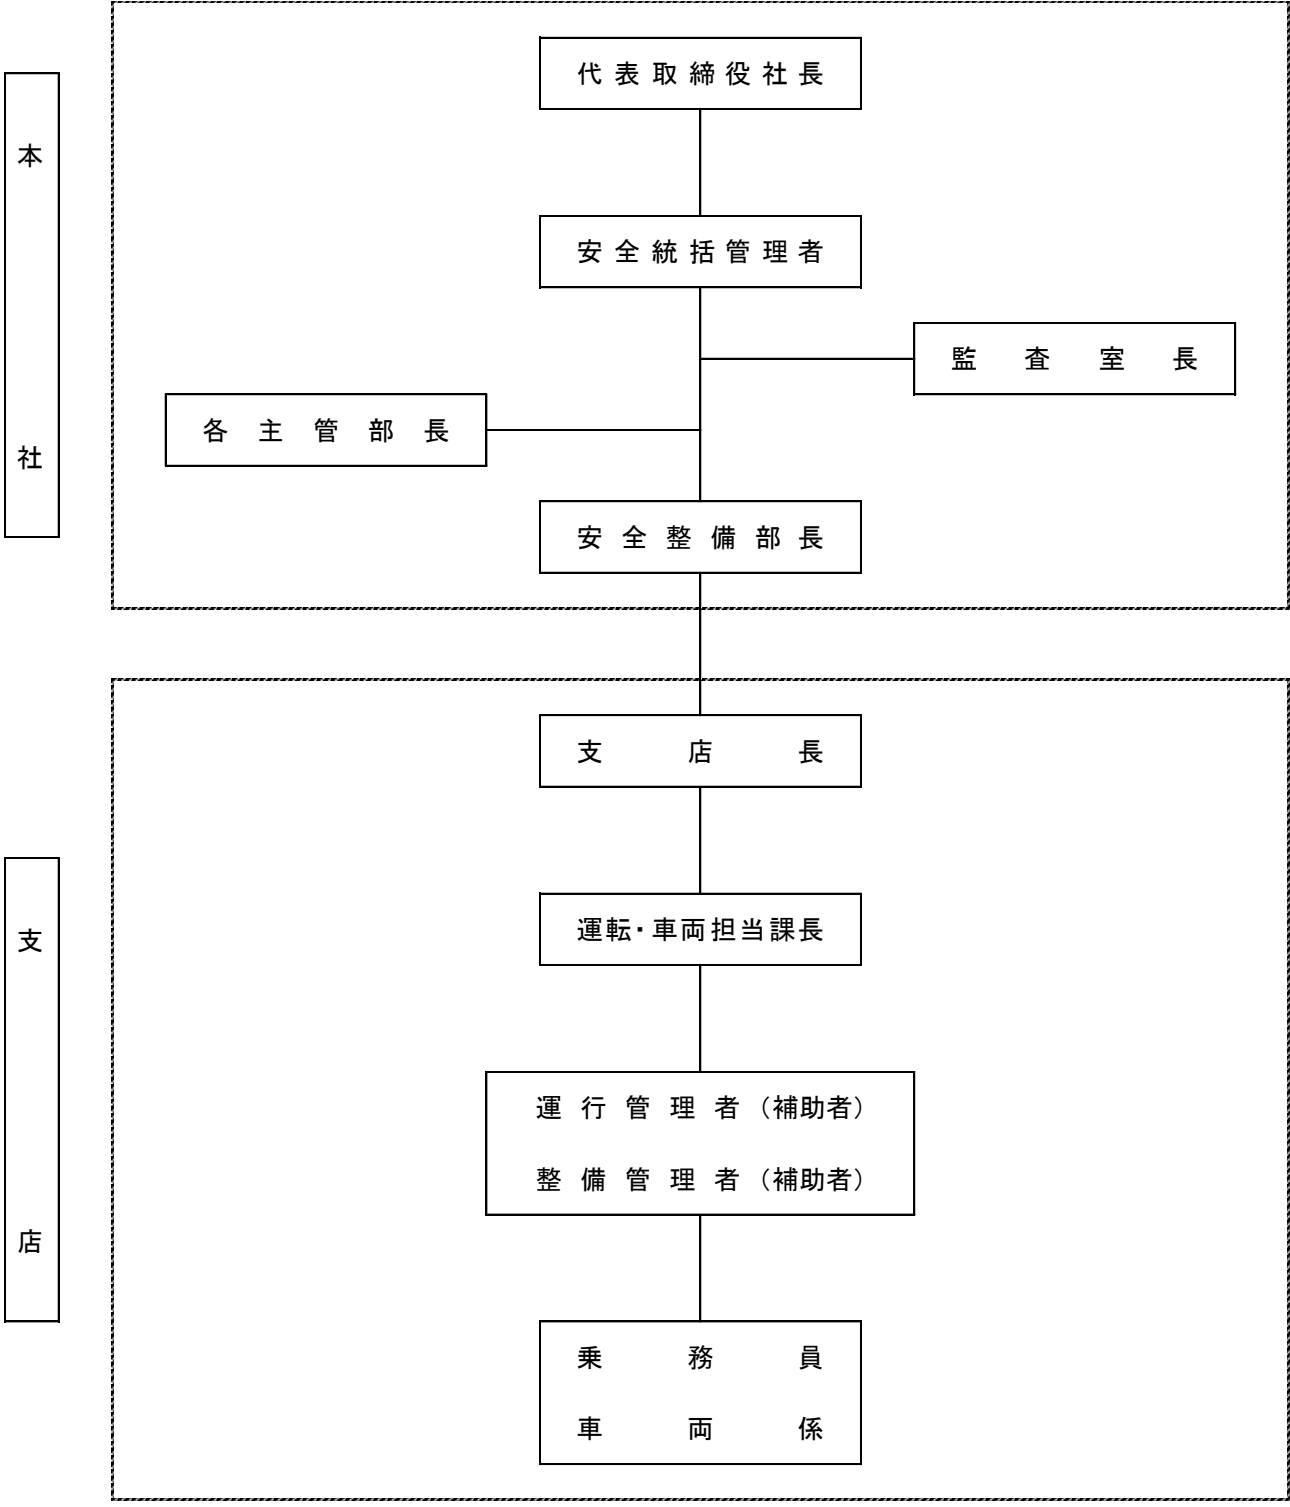 本社
代表取締役社長
安全統括管理者
監査室長
各主管部長
安全整備部長
支店
支店長
運転・車両担当課長
運行管理者（補助者）
整備管理者（補助者）
乗務員
車両係